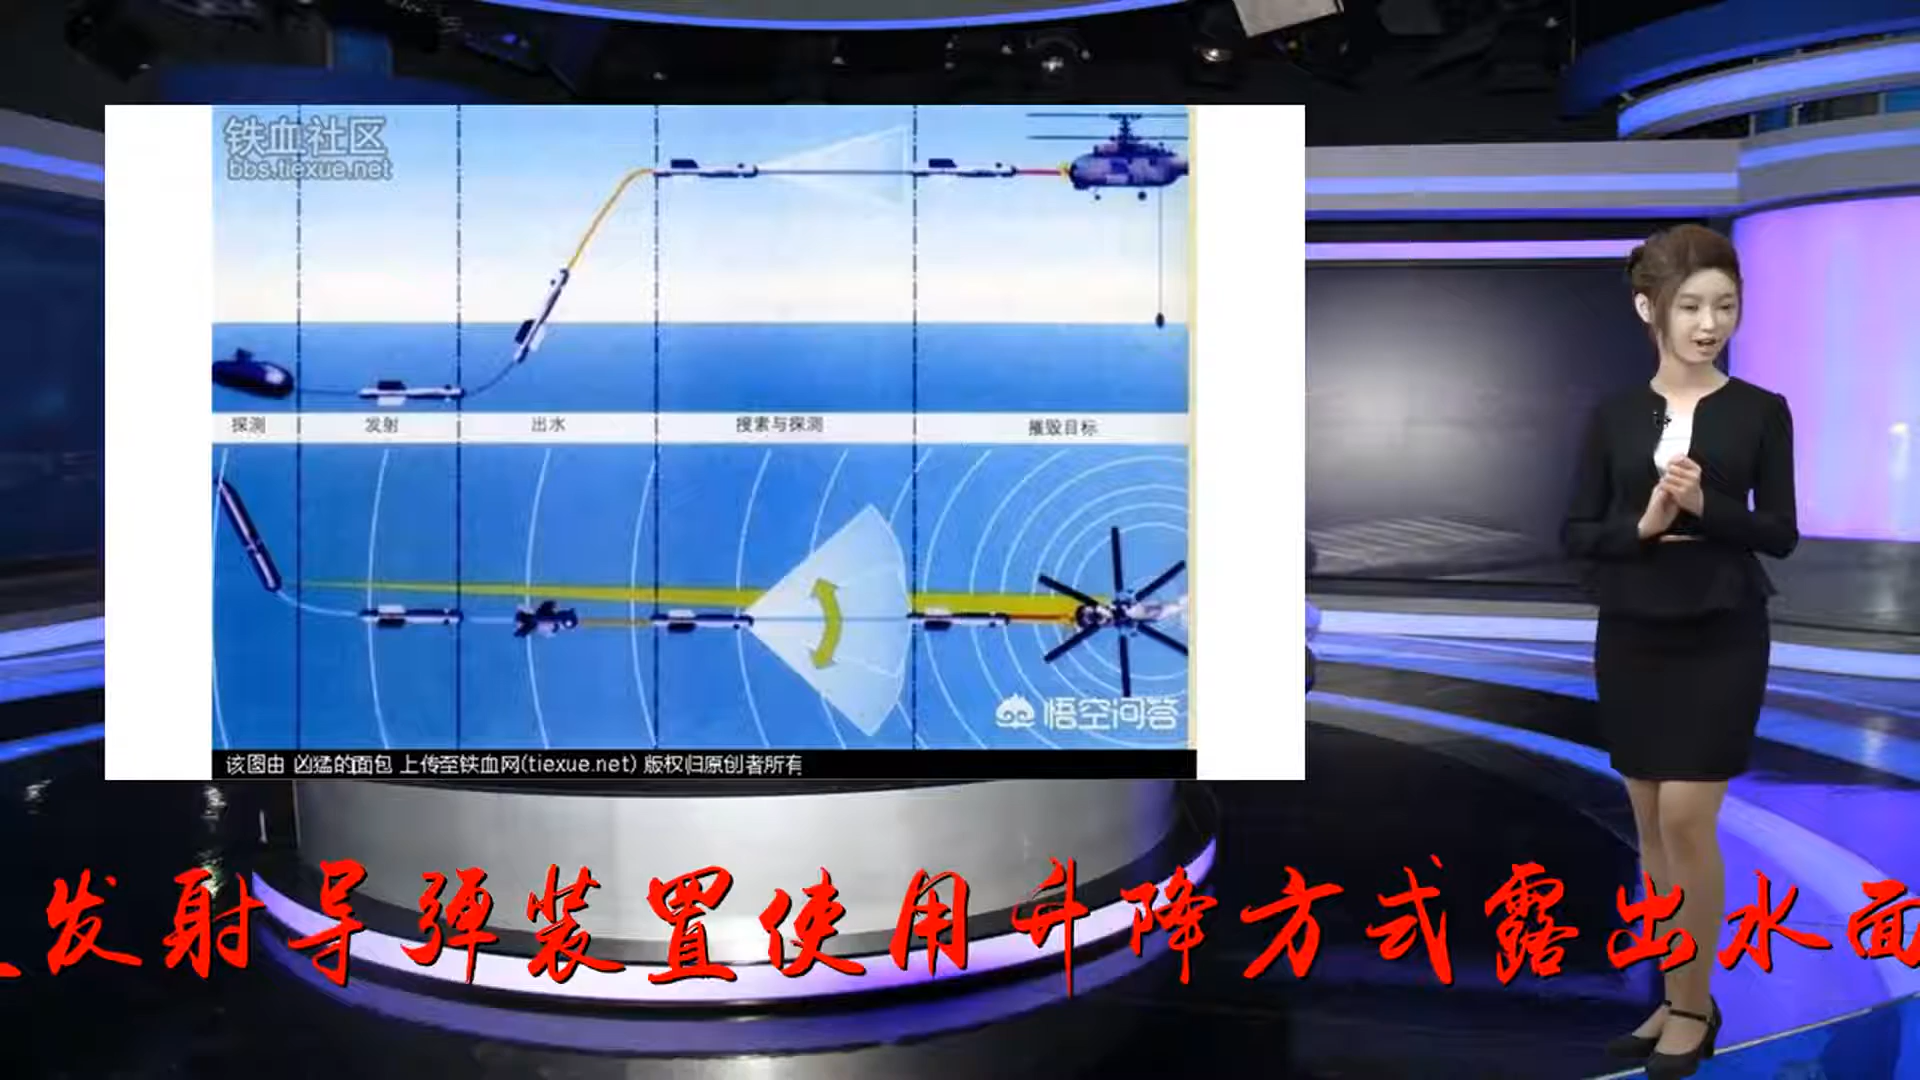 铁血社区
bbs.tiexue.net
探测 发射 出水 搜索与探测 摧毁目标
悟空问答
该图由 凶猛的面包 上传至铁血网(tiexue.net) 版权归原创者所有
发射导弹装置使用升降方式露出水面